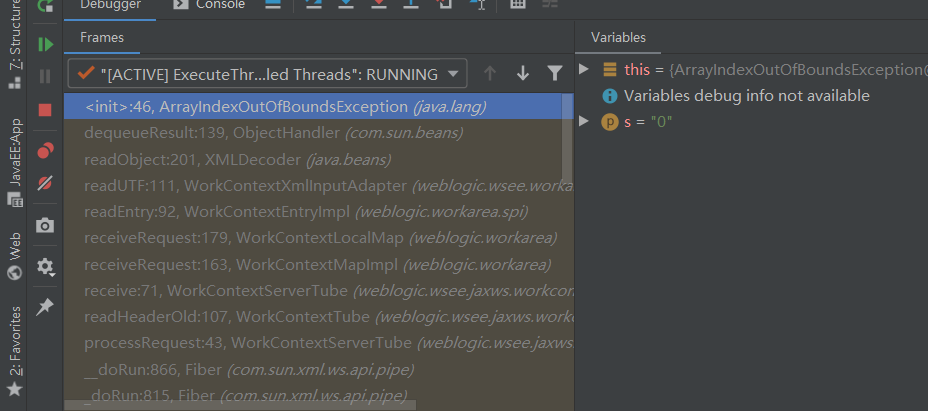 Debugger
Console
Z: Structure
JavaEE:App
Web
2: Favorites
Frames
"[ACTIVE] ExecuteThr...led Threads": RUNNING
<init>:46, ArrayIndexOutOfBoundsException (java.lang)
dequeueResult:139, ObjectHandler (com.sun.beans)
readObject:201, XMLDecoder (java.beans)
readUTF:111, WorkContextXmlInputAdapter (weblogic.wsee.worka
readEntry:92, WorkContextEntryImpl (weblogic.workarea.spi)
receiveRequest:179, WorkContextLocalMap (weblogic.workarea)
receiveRequest:163, WorkContextMapImpl (weblogic.workarea)
receive:71, WorkContextServerTube (weblogic.wsee.jaxws.workcon
readHeaderOld:107, WorkContextTube (weblogic.wsee.jaxws.worke
processRequest:43, WorkContextServerTube (weblogic.wsee.jaxws
__doRun:866, Fiber (com.sun.xml.ws.api.pipe)
_doRun:815, Fiber (com.sun.xml.ws.api.pipe)
Variables
this = {ArrayIndexOutOfBoundsException@
Variables debug info not available
s = "0"